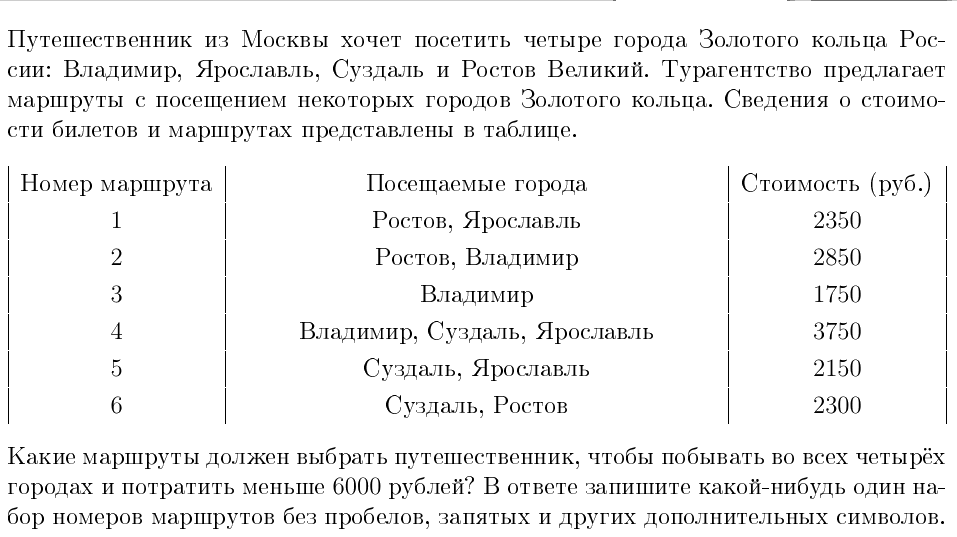 Путешественник из Москвы хочет посетить четыре города Золотого кольца Рос-
сии: Владимир, Ярославль, Суздаль и Ростов Великий. Турагентство предлагает
маршруты с посещением некоторых городов Золотого кольца. Сведения о стоимо-
сти билетов и маршрутах представлены в таблице.
Номер маршрута Посещаемые города Стоимость (руб.)
1 Ростов, Ярославль 2350
2 Ростов, Владимир 2850
3 Владимир 1750
4 Владимир, Суздаль, Ярославль 3750
5 Суздаль, Ярославль 2150
6 Суздаль, Ростов 2300
Какие маршруты должен выбрать путешественник, чтобы побывать во всех четырёх
городах и потратить меньше 6000 рублей? В ответе запишите какой-нибудь один на-
бор номеров маршрутов без пробелов, запятых и других дополнительных символов.